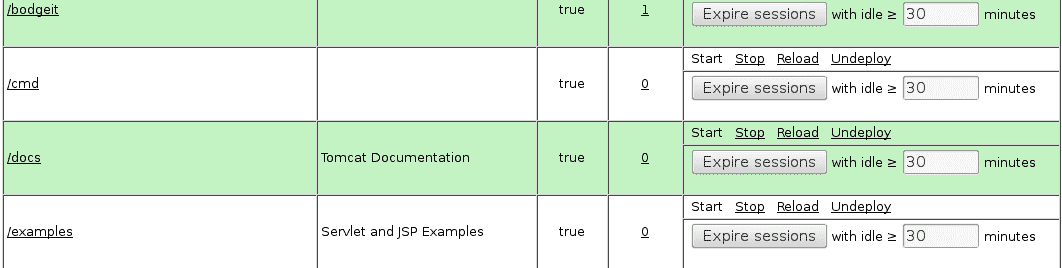 /bodgeit true 1 Expire sessions with idle ≥ 30 minutes
Start Stop Reload Undeploy
/cmd true 0 Expire sessions with idle ≥ 30 minutes
Start Stop Reload Undeploy
/docs Tomcat Documentation true 0 Expire sessions with idle ≥ 30 minutes
Start Stop Reload Undeploy
/examples Servlet and JSP Examples true 0 Expire sessions with idle ≥ 30 minutes